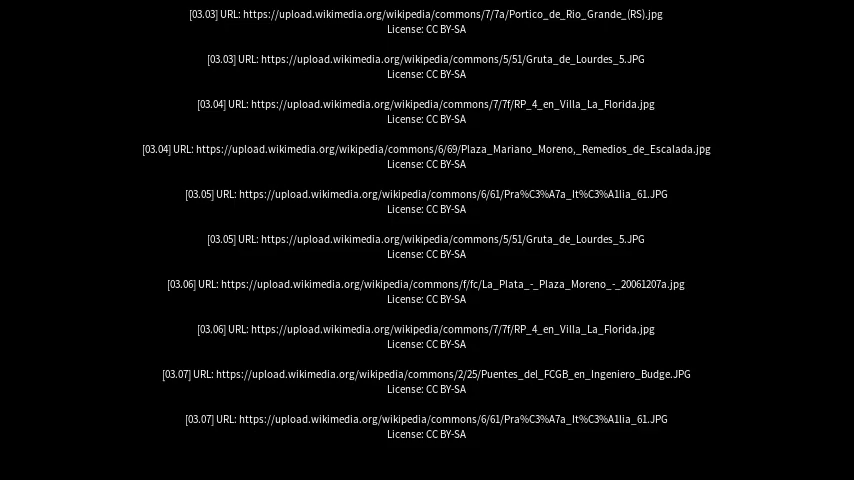 [03.03] URL: https://upload.wikimedia.org/wikipedia/commons/7/7a/Portico_de_Rio_Grande_(RS).jpg
License: CC BY-SA
[03.03] URL: https://upload.wikimedia.org/wikipedia/commons/5/51/Gruta_de_Lourdes_5.JPG
License: CC BY-SA
[03.04] URL: https://upload.wikimedia.org/wikipedia/commons/7/7f/RP_4_en_Villa_La_Florida.jpg
License: CC BY-SA
[03.04] URL: https://upload.wikimedia.org/wikipedia/commons/6/69/Plaza_Mariano_Moreno,_Remedios_de_Escalada.jpg
License: CC BY-SA
[03.05] URL: https://upload.wikimedia.org/wikipedia/commons/6/61/Pra%C3%A7a_It%C3%A1lia_61.JPG
License: CC BY-SA
[03.05] URL: https://upload.wikimedia.org/wikipedia/commons/5/51/Gruta_de_Lourdes_5.JPG
License: CC BY-SA
[03.06] URL: https://upload.wikimedia.org/wikipedia/commons/f/fc/La_Plata_-_Plaza_Moreno_-_20061207a.jpg
License: CC BY-SA
[03.06] URL: https://upload.wikimedia.org/wikipedia/commons/7/7f/RP_4_en_Villa_La_Florida.jpg
License: CC BY-SA
[03.07] URL: https://upload.wikimedia.org/wikipedia/commons/2/25/Puentes_del_FCGB_en_Ingeniero_Budge.JPG
License: CC BY-SA
[03.07] URL: https://upload.wikimedia.org/wikipedia/commons/6/61/Pra%C3%A7a_It%C3%A1lia_61.JPG
License: CC BY-SA